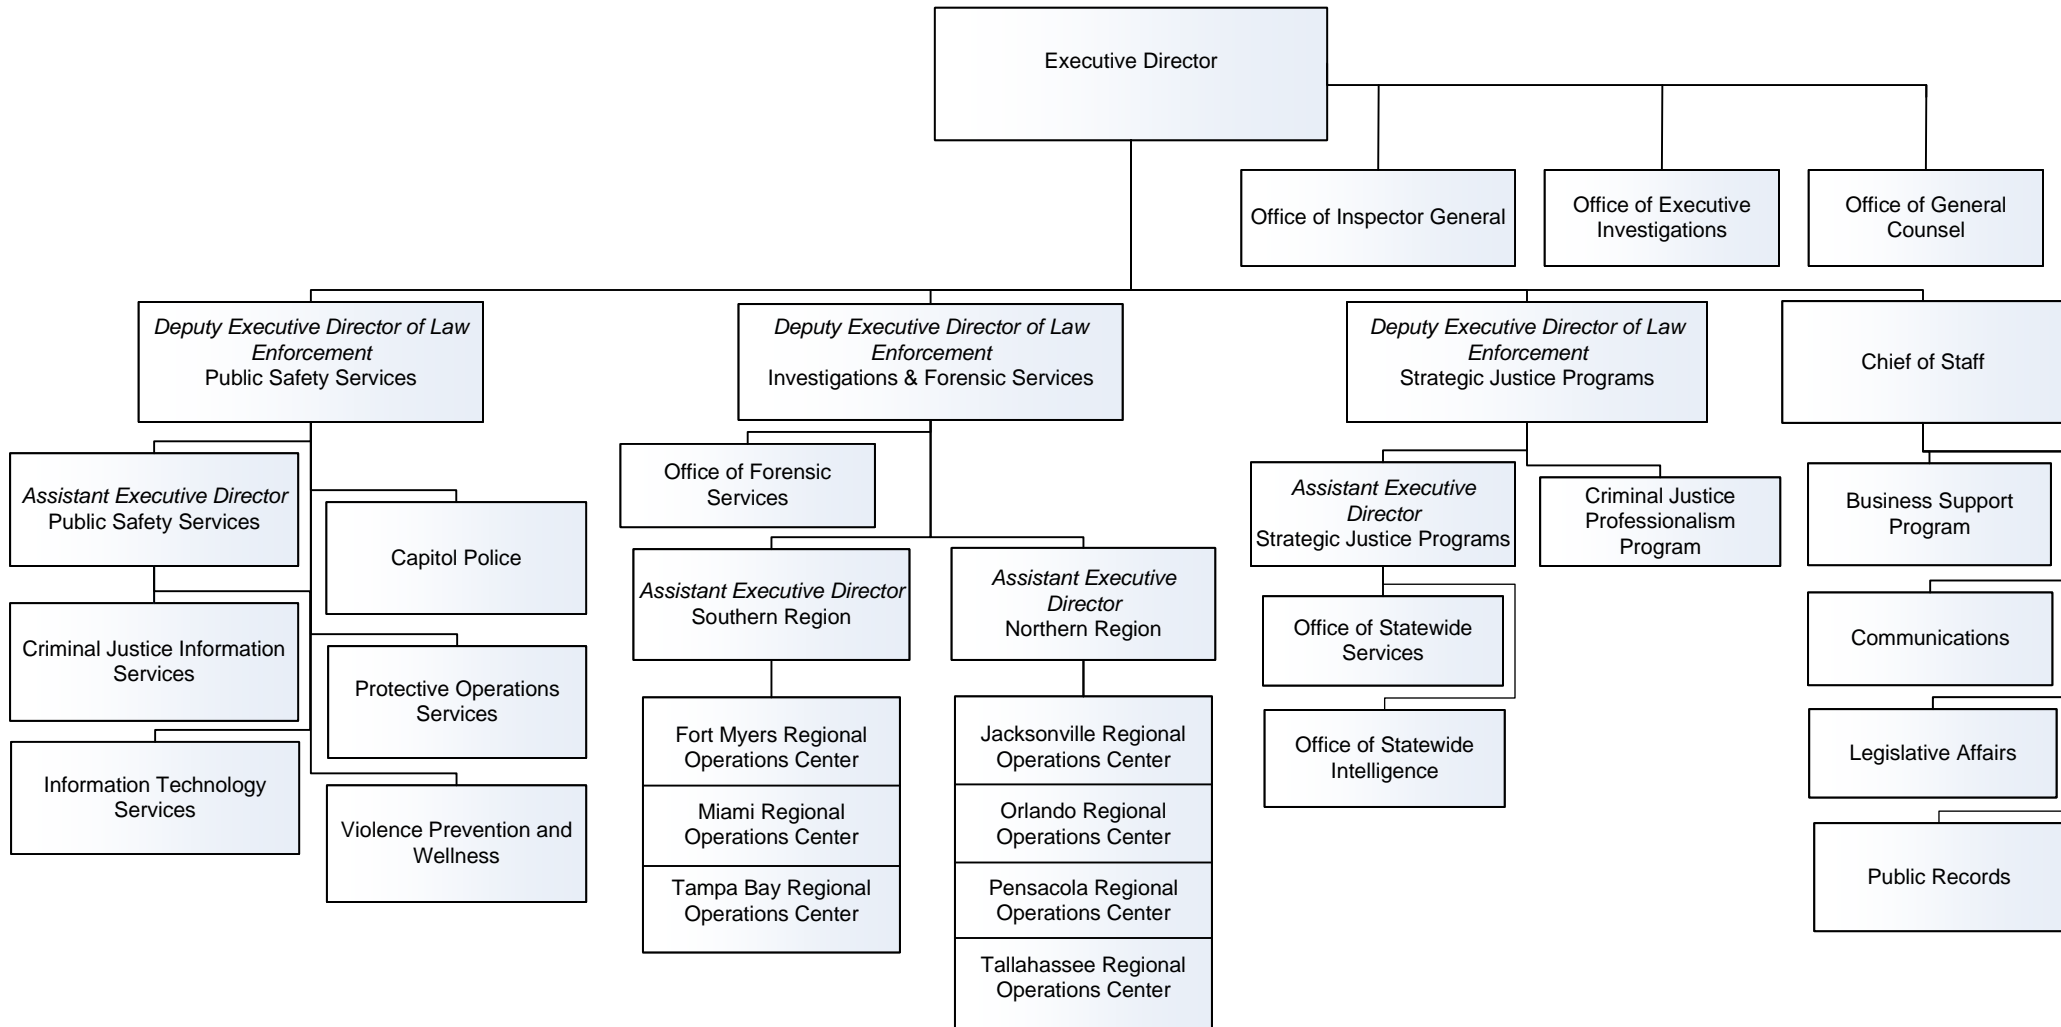 Executive Director
Office of Inspector General
Office of Executive
Investigations
Office of General
Counsel
Deputy Executive Director of Law
Enforcement
Public Safety Services
Deputy Executive Director of Law
Enforcement
Investigations & Forensic Services
Deputy Executive Director of Law
Enforcement
Strategic Justice Programs
Chief of Staff
Assistant Executive Director
Public Safety Services
Capitol Police
Criminal Justice Information
Services
Protective Operations
Services
Information Technology
Services
Violence Prevention and
Wellness
Office of Forensic
Services
Assistant Executive Director
Southern Region
Assistant Executive
Director
Northern Region
Fort Myers Regional
Operations Center
Miami Regional
Operations Center
Tampa Bay Regional
Operations Center
Jacksonville Regional
Operations Center
Orlando Regional
Operations Center
Pensacola Regional
Operations Center
Tallahassee Regional
Operations Center
Assistant Executive
Director
Strategic Justice Programs
Criminal Justice
Professionalism
Program
Office of Statewide
Services
Office of Statewide
Intelligence
Business Support
Program
Communications
Legislative Affairs
Public Records